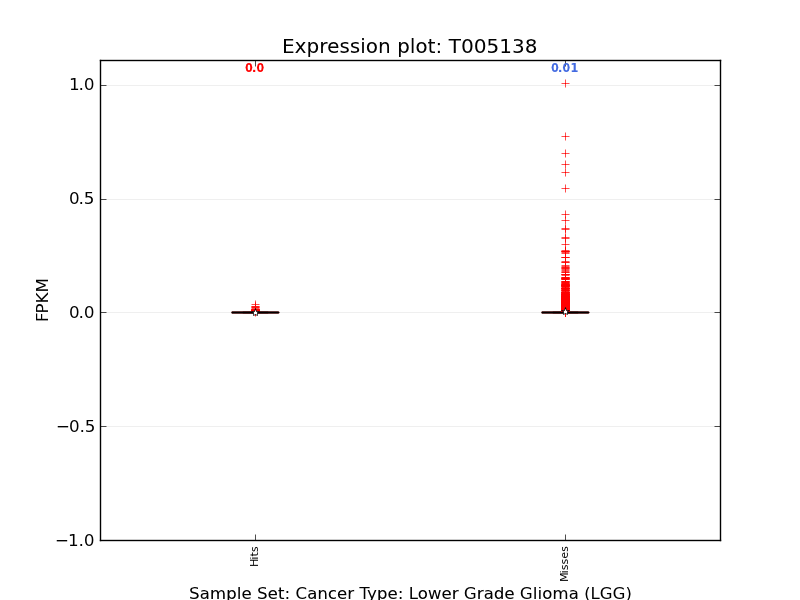 Expression plot: T005138
0.0
0.01
1.0
0.5
0.0
−0.5
−1.0
FPKM
Hits
Misses
Sample Set: Cancer Type: Lower Grade Glioma (LGG)